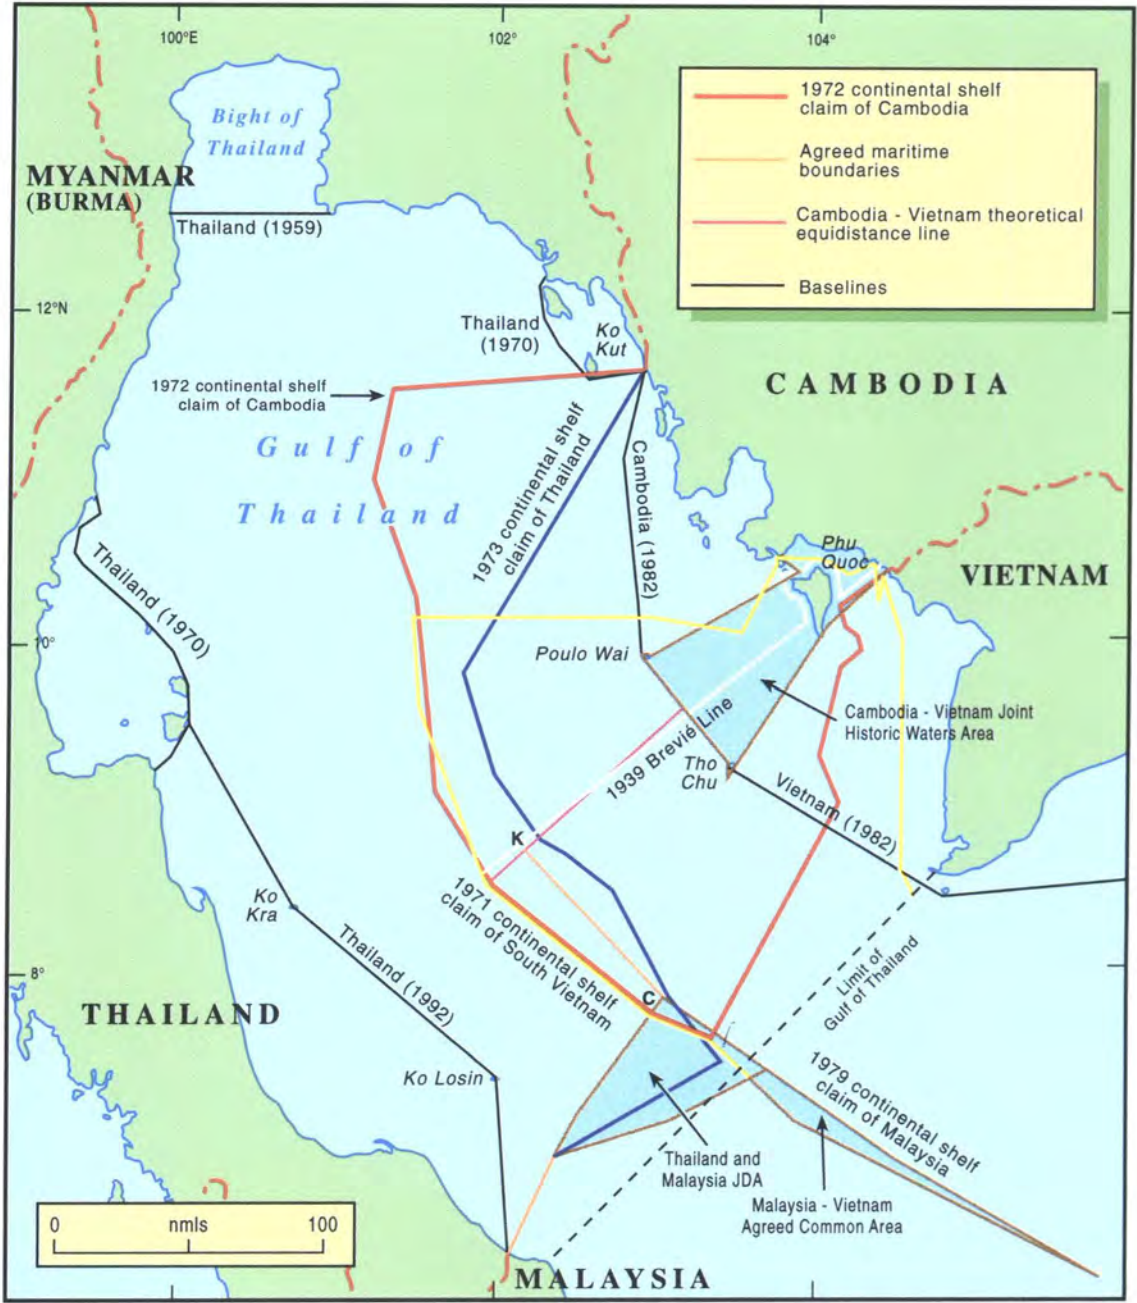 100°E
102°
104°
Bight of
Thailand
MYANMAR
(BURMA)
Thailand (1959)
1972 continental shelf
claim of Cambodia
Agreed maritime
boundaries
Cambodia - Vietnam theoretical
equidistance line
Baselines
12°N
Thailand
(1970)
Ko
Kut
CAMBODIA
1972 continental shelf
claim of Cambodia
Gulf of
Thailand
1973 continental shelf
claim of Thailand
Cambodia (1982)
Phu
Quoc
VIETNAM
Thailand (1970)
10°
Poulo Wai
Cambodia - Vietnam Joint
Historic Waters Area
1939 Brevié Line
Tho
Chu
Vietnam (1982)
K
Ko
Kra
1971 continental shelf
claim of South Vietnam
Thailand (1992)
Limit of
Gulf of Thailand
8°
C
THAILAND
Ko Losin
1979 continental shelf
claim of Malaysia
Thailand and
Malaysia JDA
Malaysia - Vietnam
Agreed Common Area
0 nmls 100
MALAYSIA